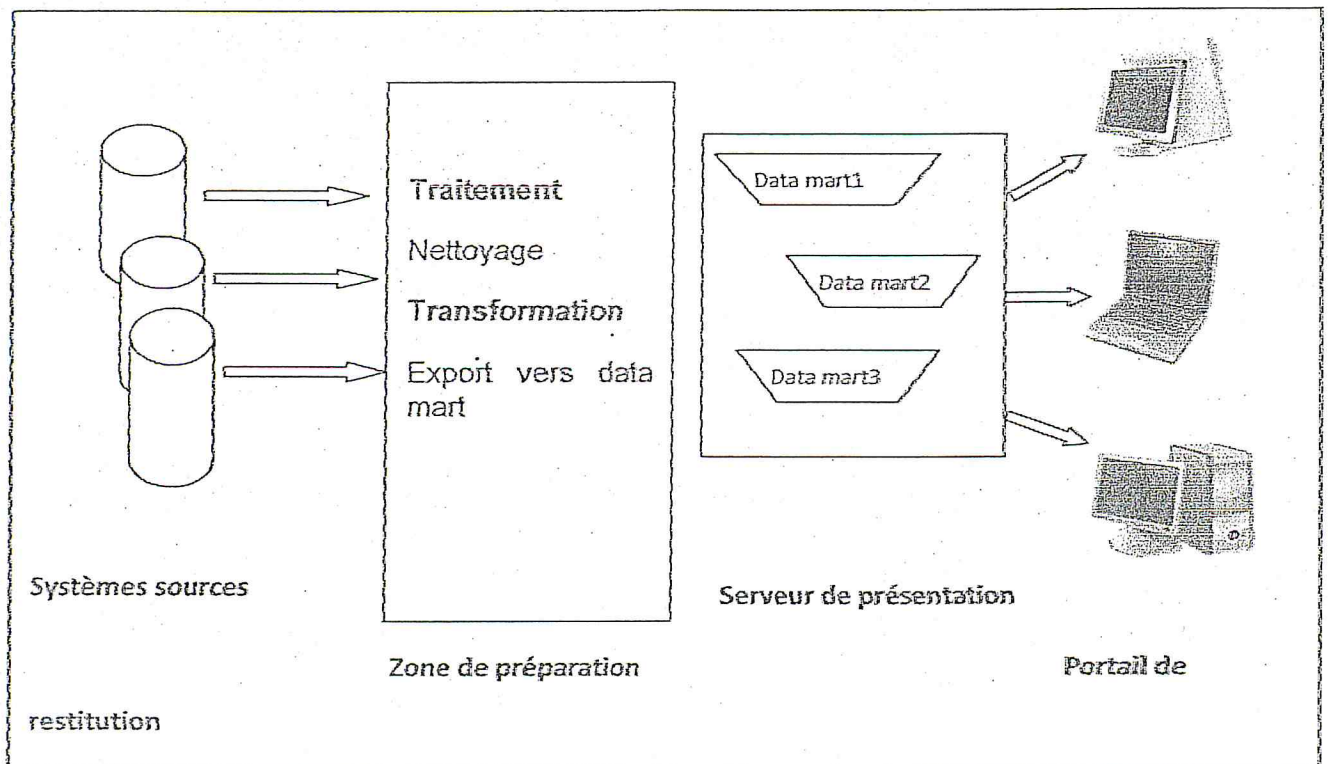 Traitement
Nettoyage
Transformation
Export vers data
mart
Data mart1
Data mart2
Data mart3
Systèmes sources
Serveur de présentation
Zone de préparation
Portail de
restitution